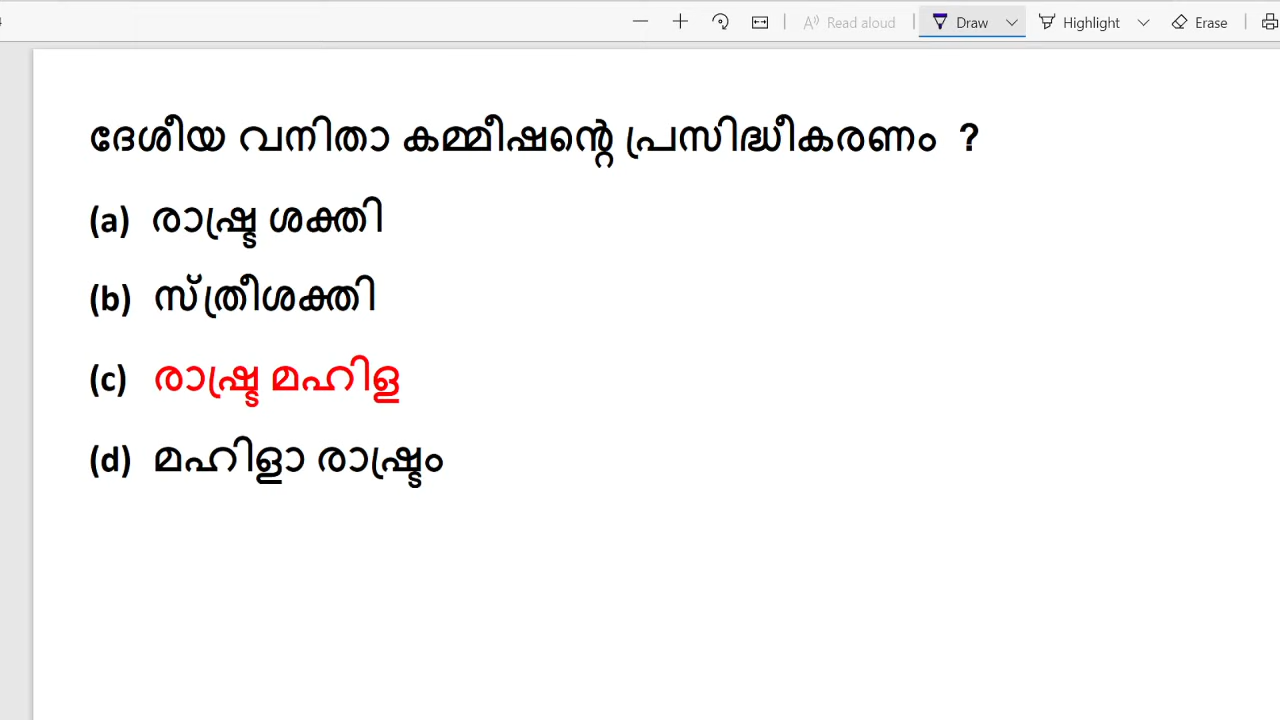 Read aloud Draw Highlight Erase
ദേശീയ വനിതാ കമ്മീഷന്റെ പ്രസിദ്ധീകരണം ?
(a) രാഷ്ട്ര ശക്തി
(b) സ്ത്രീശക്തി
(c) രാഷ്ട്ര മഹിള
(d) മഹിളാ രാഷ്ട്രം